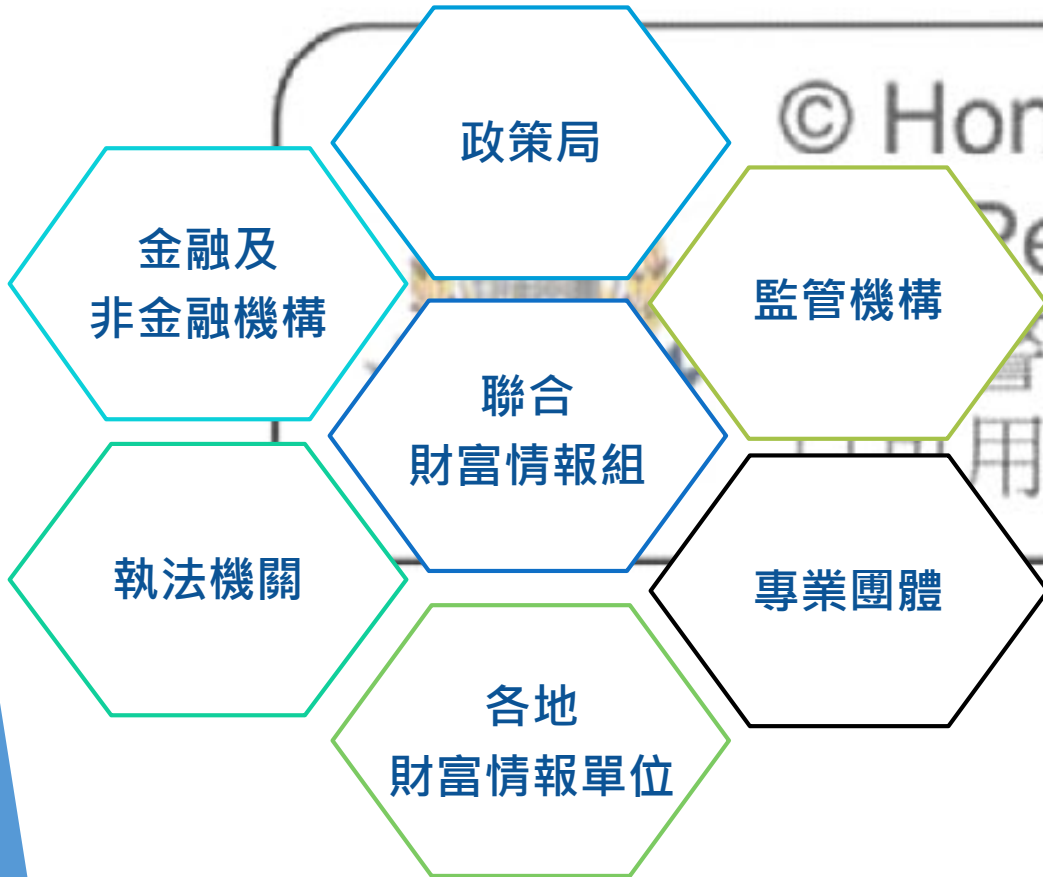 政策局
© Hon
金融及
非金融機構
監管機構
聯合
財富情報組
用
執法機關
專業團體
各地
財富情報單位